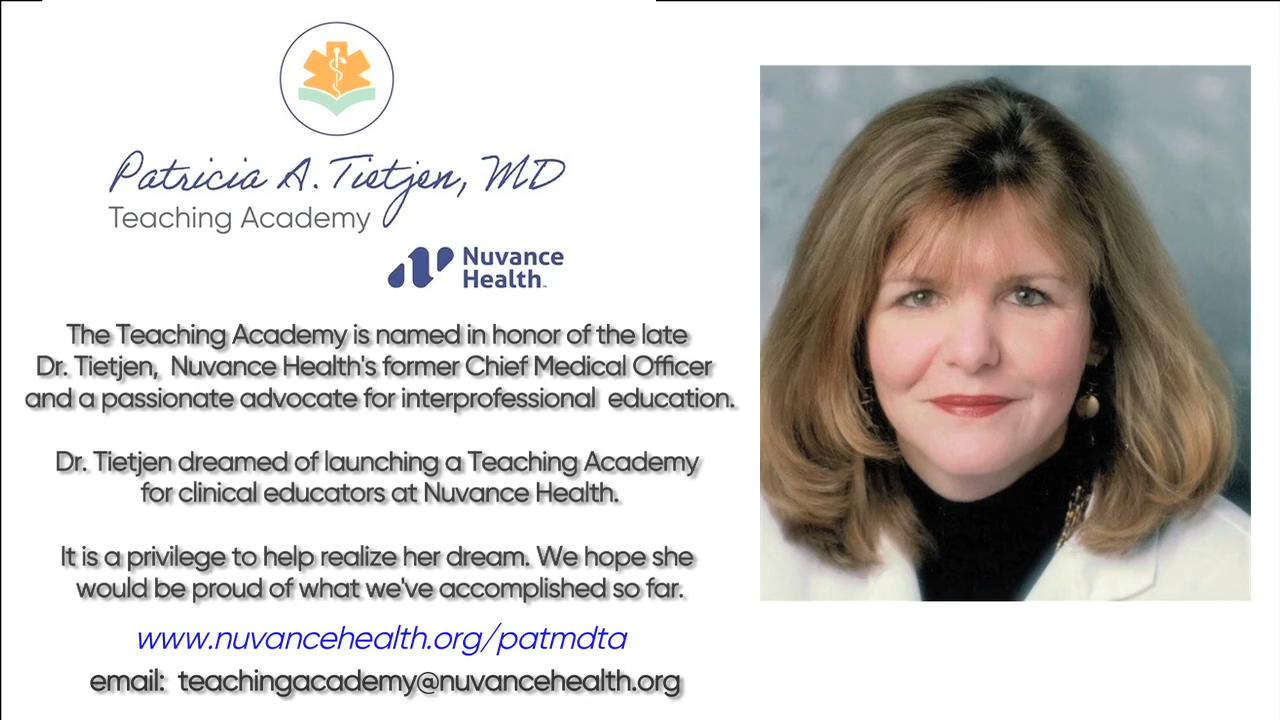 Patricia A. Tietjen, MD
Teaching Academy
Nuvance
Health™
The Teaching Academy is named in honor of the late
Dr. Tietjen, Nuvance Health's former Chief Medical Officer
and a passionate advocate for interprofessional education.
Dr. Tietjen dreamed of launching a Teaching Academy
for clinical educators at Nuvance Health.
It is a privilege to help realize her dream. We hope she
would be proud of what we've accomplished so far.
www.nuvancehealth.org/patmdta
email: teachingacademy@nuvancehealth.org